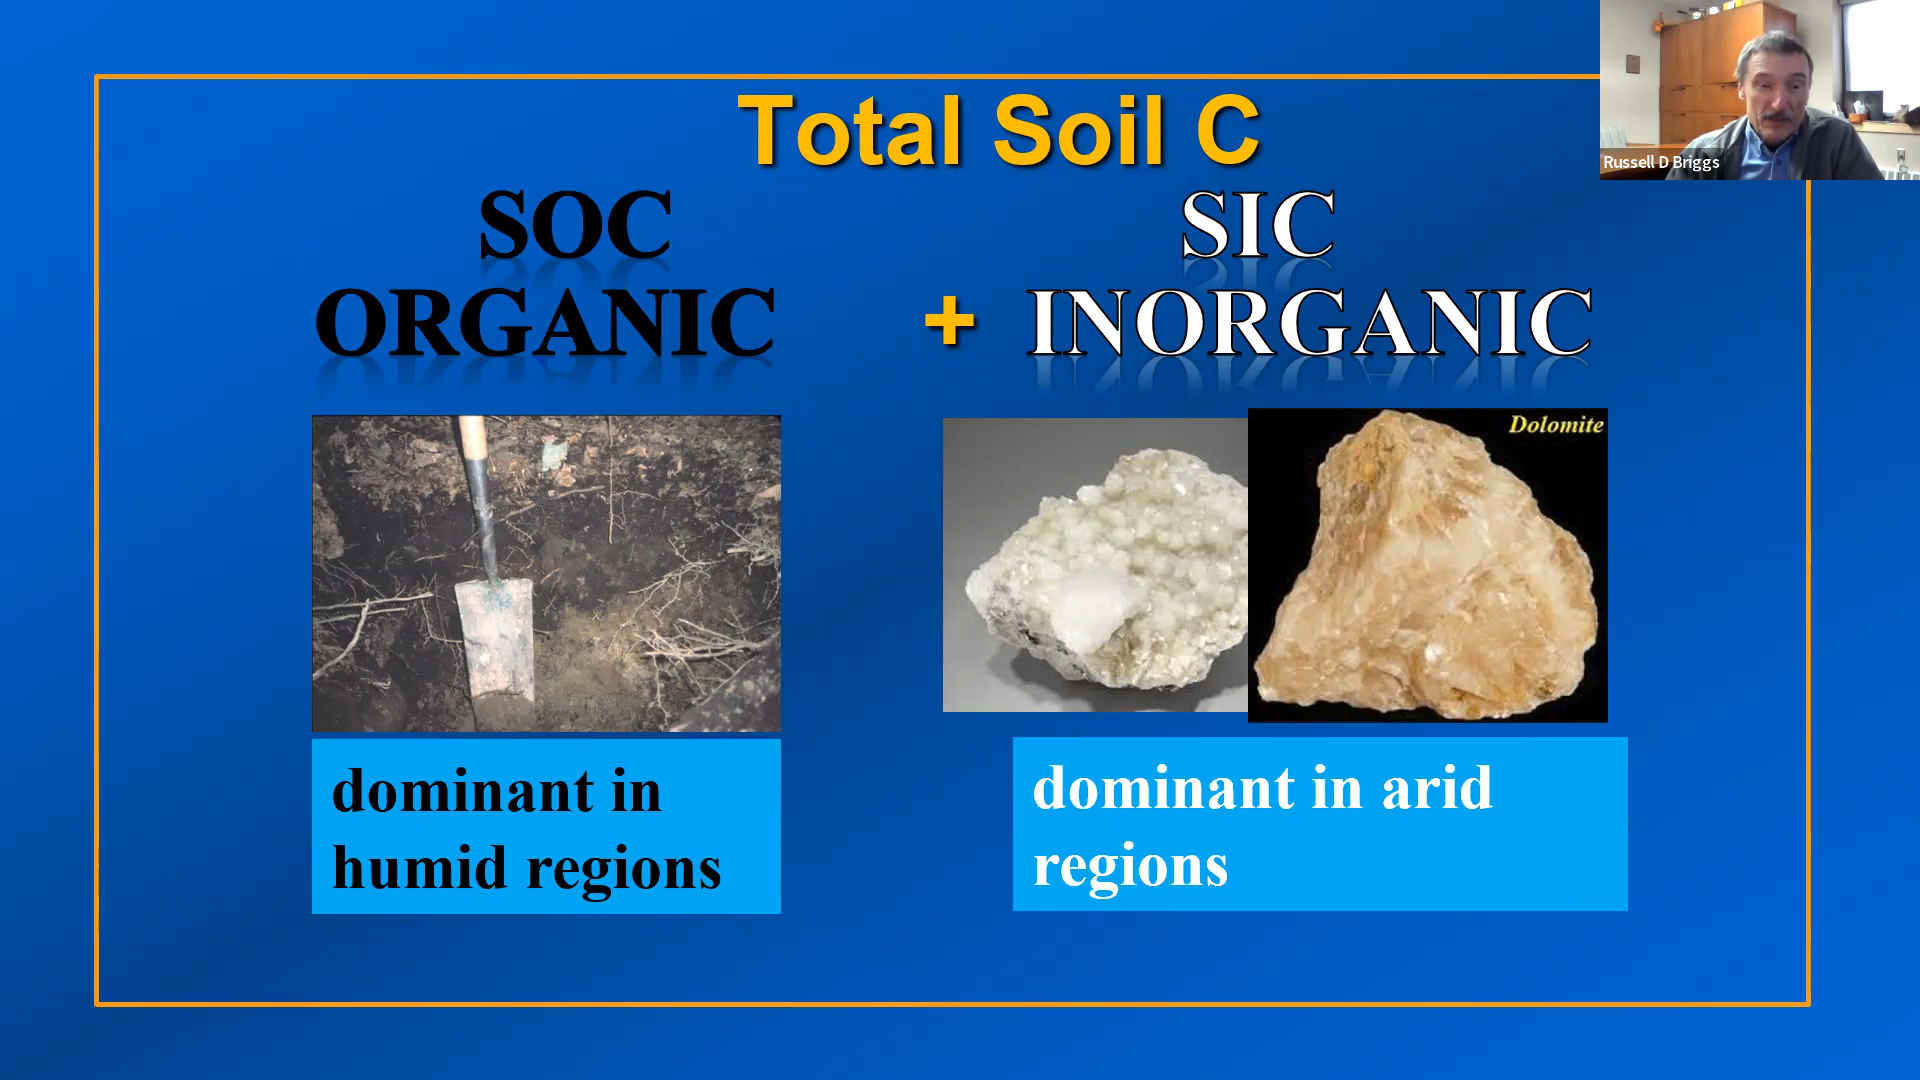 Total Soil C
SOC
ORGANIC
+
SIC
INORGANIC
Dolomite
dominant in
humid regions
dominant in arid
regions
Russell D Briggs